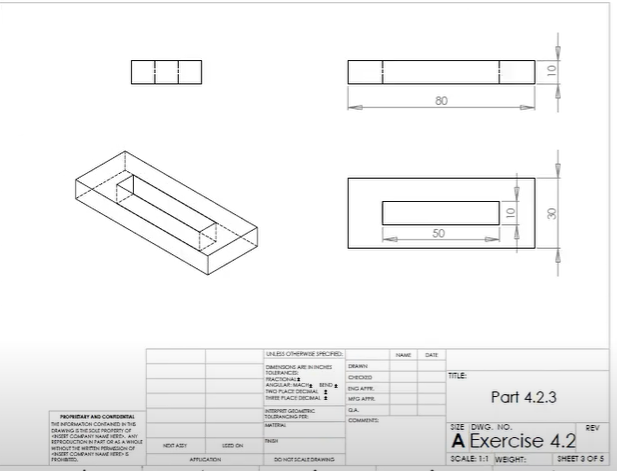 10
80
10
50
30
UNLESS OTHERWISE SPECIFIED:
NAME
DATE
DIMENSIONS ARE IN INCHES
TOLERANCES:
FRACTIONAL±
ANGULAR: MACH± BEND ±
TWO PLACE DECIMAL ±
THREE PLACE DECIMAL ±
INTERPRET GEOMETRIC
TOLERANCING PER:
MATERIAL
FINISH
DO NOT SCALE DRAWING
DRAWN
CHECKED
ENG APPR.
MFG APPR.
Q.A.
COMMENTS:
TITLE:
Part 4.2.3
SIZE DWG. NO. REV
A Exercise 4.2
SCALE: 1:1 WEIGHT: SHEET 3 OF 5
PROPRIETARY AND CONFIDENTIAL
THE INFORMATION CONTAINED IN THIS
DRAWING IS THE SOLE PROPERTY OF
<INSERT COMPANY NAME HERE>. ANY
REPRODUCTION IN PART OR AS A WHOLE
WITHOUT THE WRITTEN PERMISSION OF
<INSERT COMPANY NAME HERE> IS
PROHIBITED.
NEXT ASSY
USED ON
APPLICATION